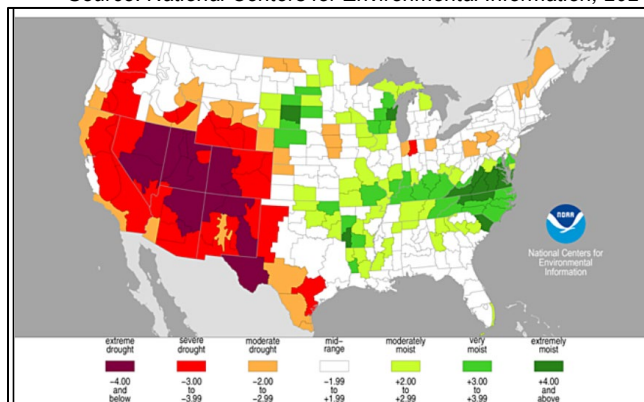 Source: National Centers for Environmental Information, 202
NOAA
National Centers for
Environmental
Information
extreme
drought
severe
drought
moderate
drought
mid-
range
moderately
moist
very
moist
extremely
moist
−4.00
and
below
−3.00
to
−3.99
−2.00
to
−2.99
−1.99
to
+1.99
+2.00
to
+2.99
+3.00
to
+3.99
+4.00
and
above